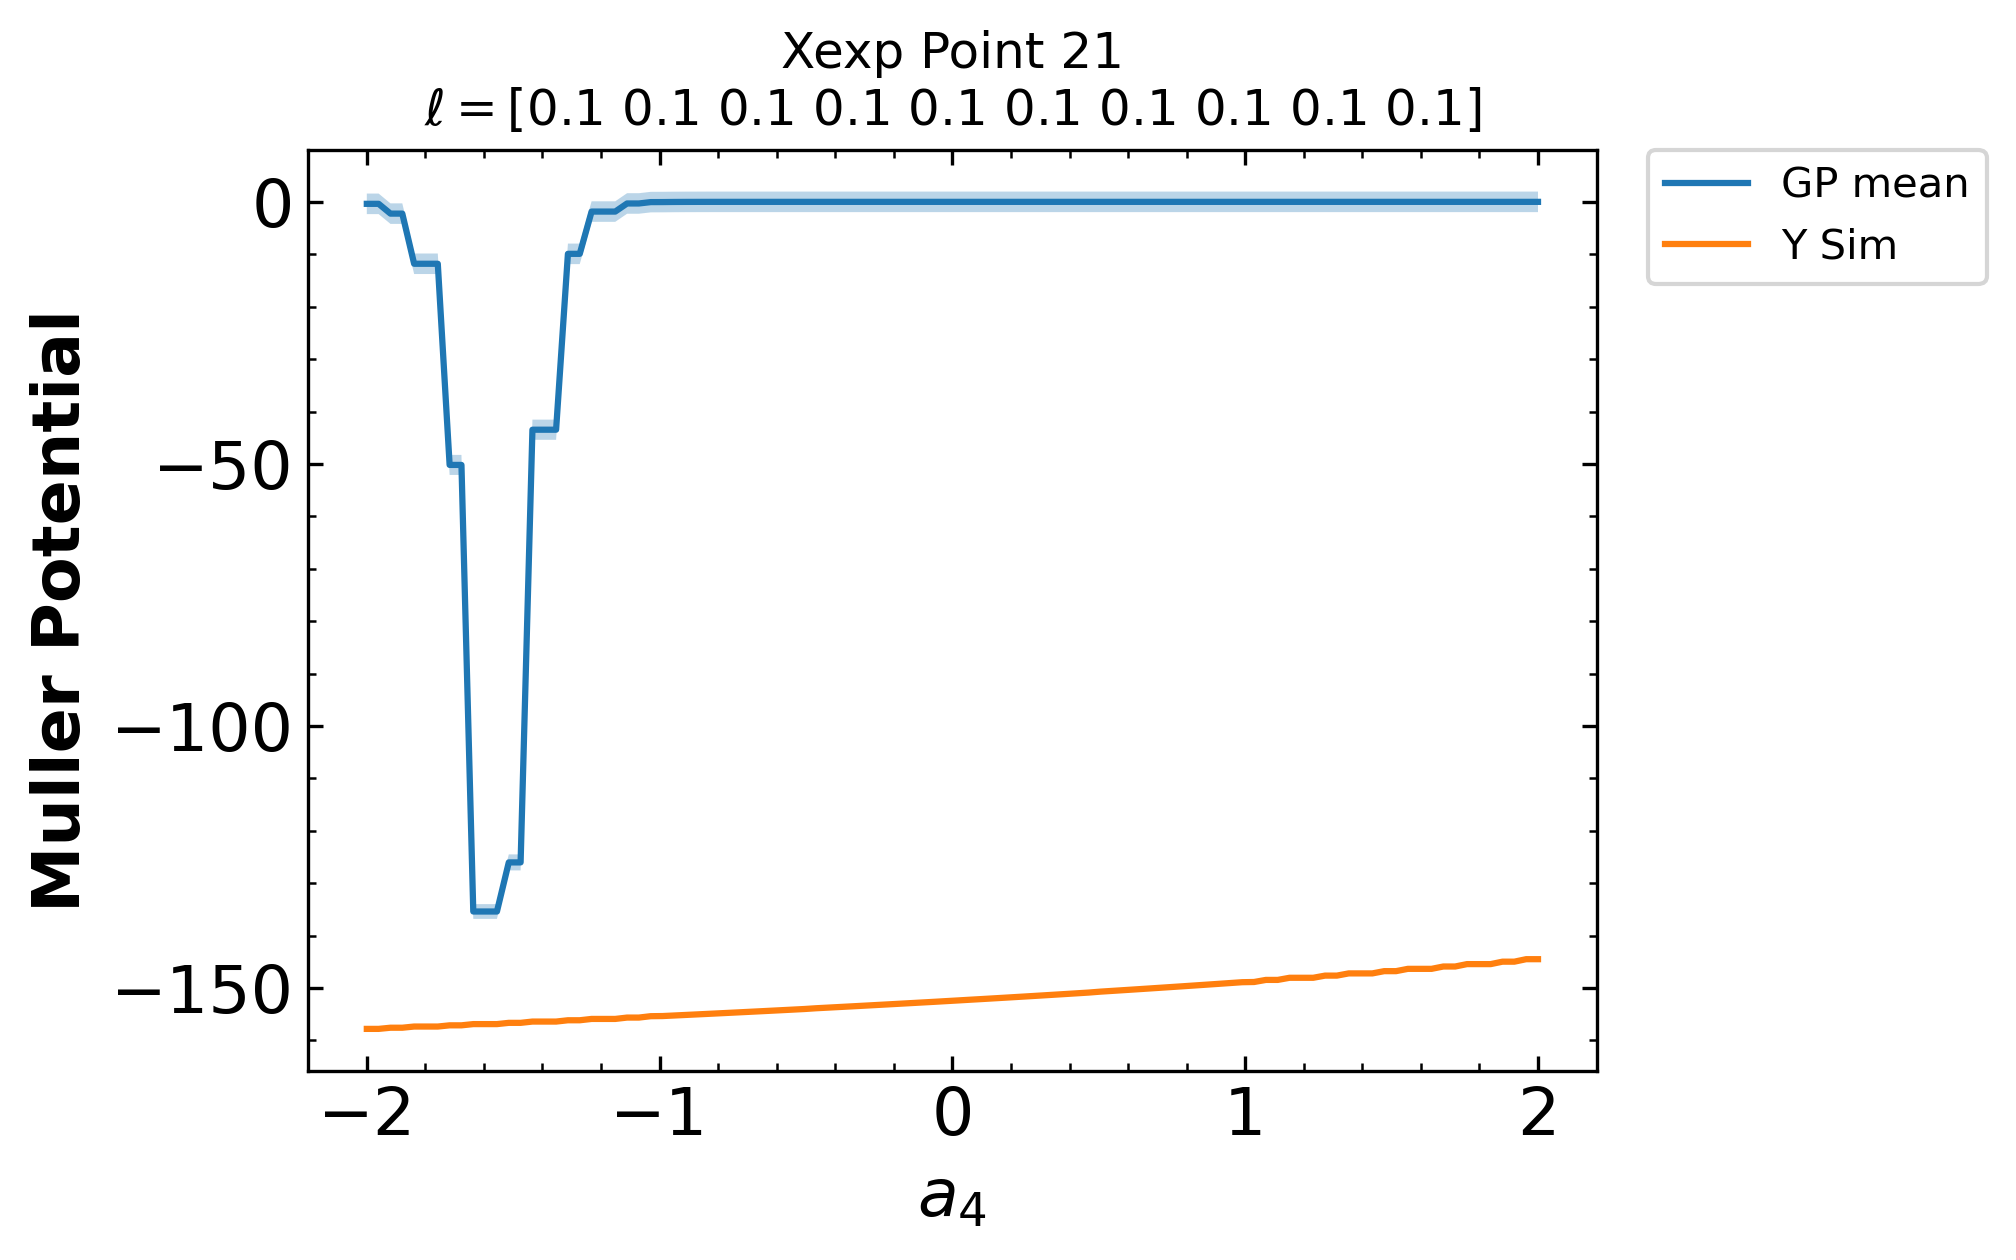 Xexp Point 21
ℓ = [0.1 0.1 0.1 0.1 0.1 0.1 0.1 0.1 0.1 0.1]
Muller Potential
0
−50
−100
−150
−2
−1
0
1
2
a₄
GP mean
Y Sim